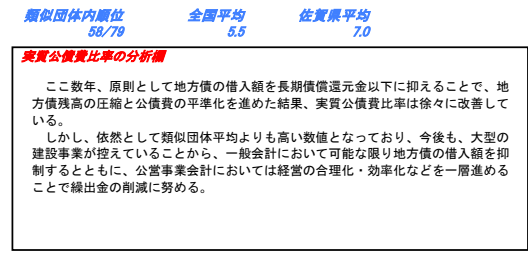 類似団体内順位 全国平均 佐賀県平均
58/79 5.5 7.0
実質公債費比率の分析欄
ここ数年、原則として地方債の借入額を長期債償還元金以下に抑えることで、地
方債残高の圧縮と公債費の平準化を進めた結果、実質公債費比率は徐々に改善して
いる。
しかし、依然として類似団体平均よりも高い数値となっており、今後も、大型の
建設事業が控えていることから、一般会計において可能な限り地方債の借入額を抑
制するとともに、公営事業会計においては経営の合理化・効率化などを一層進める
ことで繰出金の削減に努める。